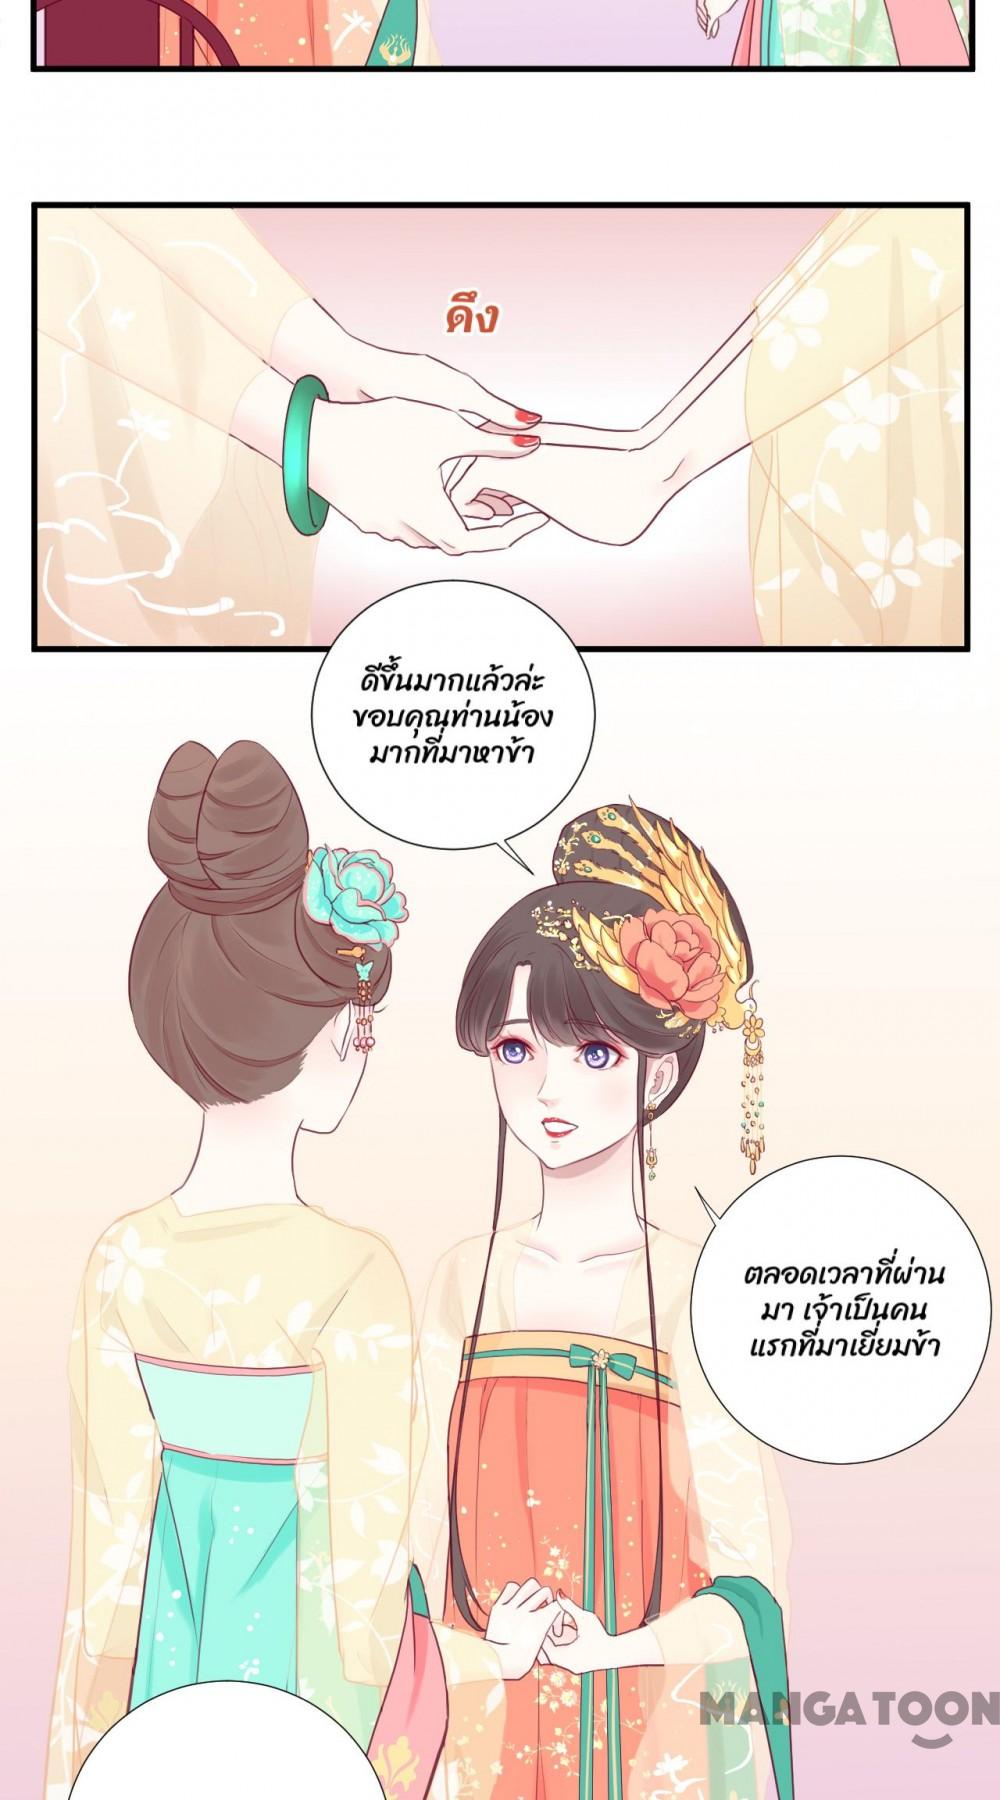 ดึง
ดีขึ้นมากแล้วล่ะ
ขอบคุณท่านน้อง
มากที่มาหาข้า
ตลอดเวลาที่ผ่าน
มา เจ้าเป็นคน
แรกที่มาเยี่ยมข้า
MANGATOON